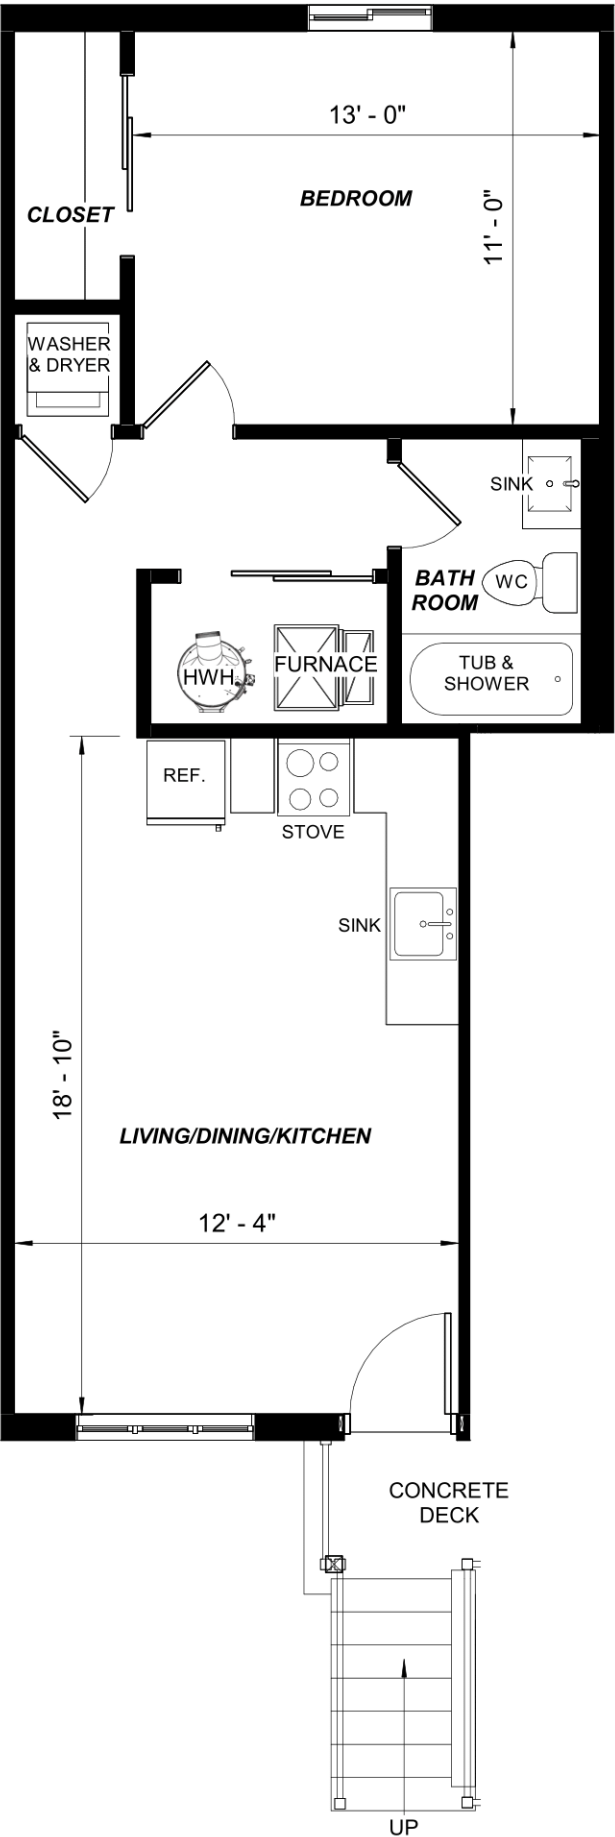 13' - 0"
BEDROOM
11' - 0"
CLOSET
WASHER
& DRYER
SINK
BATH
ROOM
WC
TUB &
SHOWER
HWH
FURNACE
REF.
STOVE
SINK
18' - 10"
LIVING/DINING/KITCHEN
12' - 4"
CONCRETE
DECK
UP